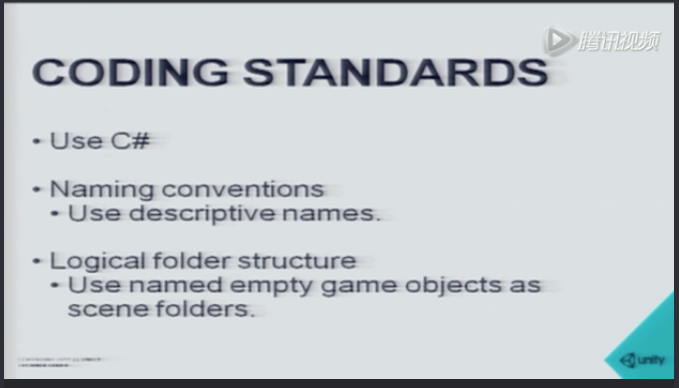 腾讯视频
CODING STANDARDS
• Use C#
• Naming conventions
• Use descriptive names.
• Logical folder structure
• Use named empty game objects as
scene folders.
unity